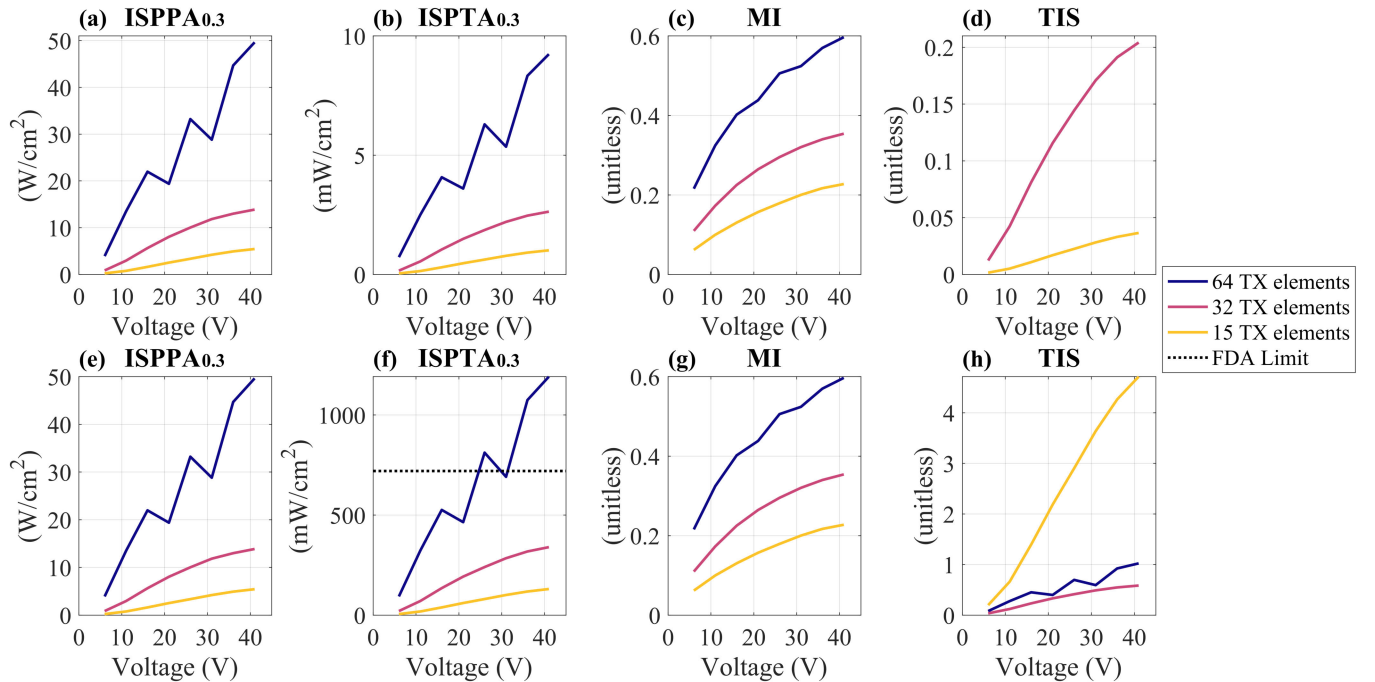 (a) ISPPA0.3
(b) ISPTA0.3
(c) MI
(d) TIS
50
40
30
20
10
0
(W/cm2)
0 10 20 30 40
Voltage (V)
10
5
0
(mW/cm2)
0 10 20 30 40
Voltage (V)
0.6
0.4
0.2
0
(unitless)
0 10 20 30 40
Voltage (V)
0.2
0.15
0.1
0.05
0
(unitless)
0 10 20 30 40
Voltage (V)
64 TX elements
32 TX elements
15 TX elements
FDA Limit
(e) ISPPA0.3
(f) ISPTA0.3
(g) MI
(h) TIS
50
40
30
20
10
0
(W/cm2)
0 10 20 30 40
Voltage (V)
1000
500
0
(mW/cm2)
0 10 20 30 40
Voltage (V)
0.6
0.4
0.2
0
(unitless)
0 10 20 30 40
Voltage (V)
4
3
2
1
0
(unitless)
0 10 20 30 40
Voltage (V)